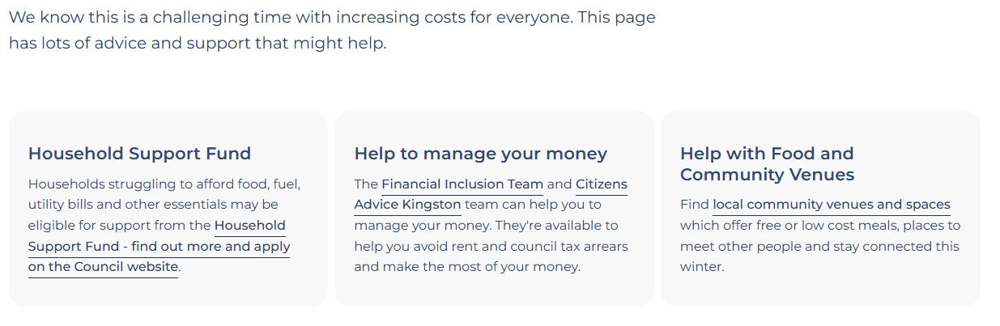 We know this is a challenging time with increasing costs for everyone. This page
has lots of advice and support that might help.
Household Support Fund
Households struggling to afford food, fuel,
utility bills and other essentials may be
eligible for support from the Household
Support Fund - find out more and apply
on the Council website.
Help to manage your money
The Financial Inclusion Team and Citizens
Advice Kingston team can help you to
manage your money. They're available to
help you avoid rent and council tax arrears
and make the most of your money.
Help with Food and
Community Venues
Find local community venues and spaces
which offer free or low cost meals, places to
meet other people and stay connected this
winter.